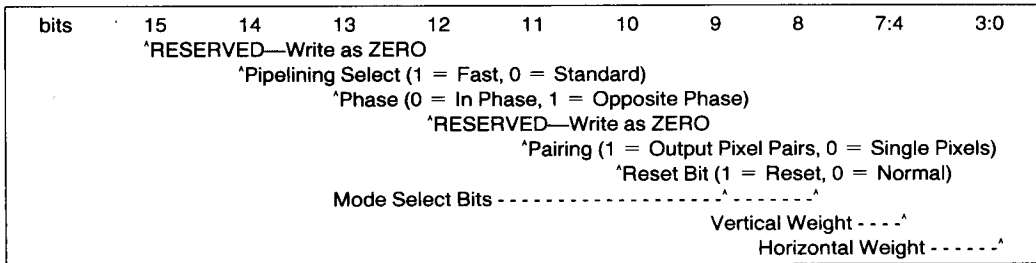 bits 15 14 13 12 11 10 9 8 7:4 3:0
^RESERVED—Write as ZERO
^Pipelining Select (1 = Fast, 0 = Standard)
^Phase (0 = In Phase, 1 = Opposite Phase)
^RESERVED—Write as ZERO
^Pairing (1 = Output Pixel Pairs, 0 = Single Pixels)
^Reset Bit (1 = Reset, 0 = Normal)
Mode Select Bits - - - - - - - - - - - - - - - - - - -^- - - - - - -^
Vertical Weight - - - -^
Horizontal Weight - - - - - -^